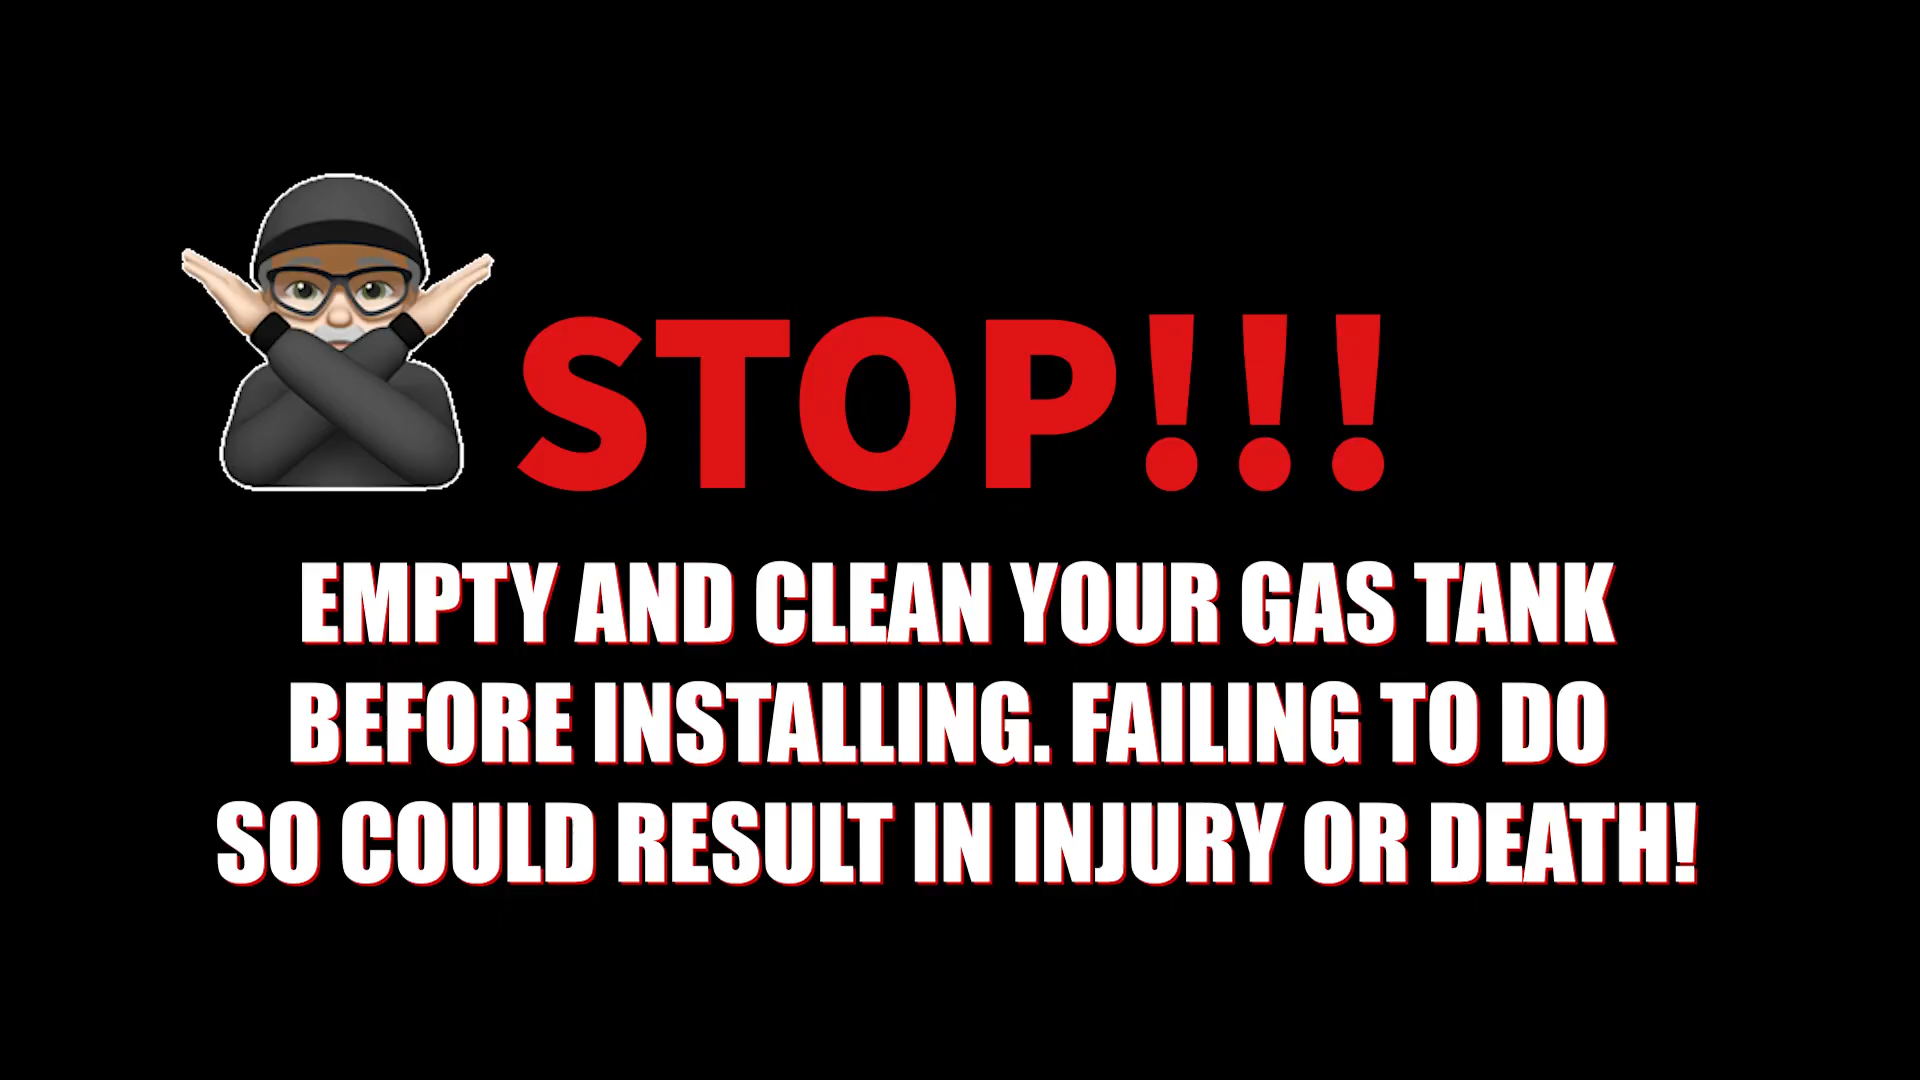 STOP!!!
EMPTY AND CLEAN YOUR GAS TANK
BEFORE INSTALLING. FAILING TO DO
SO COULD RESULT IN INJURY OR DEATH!